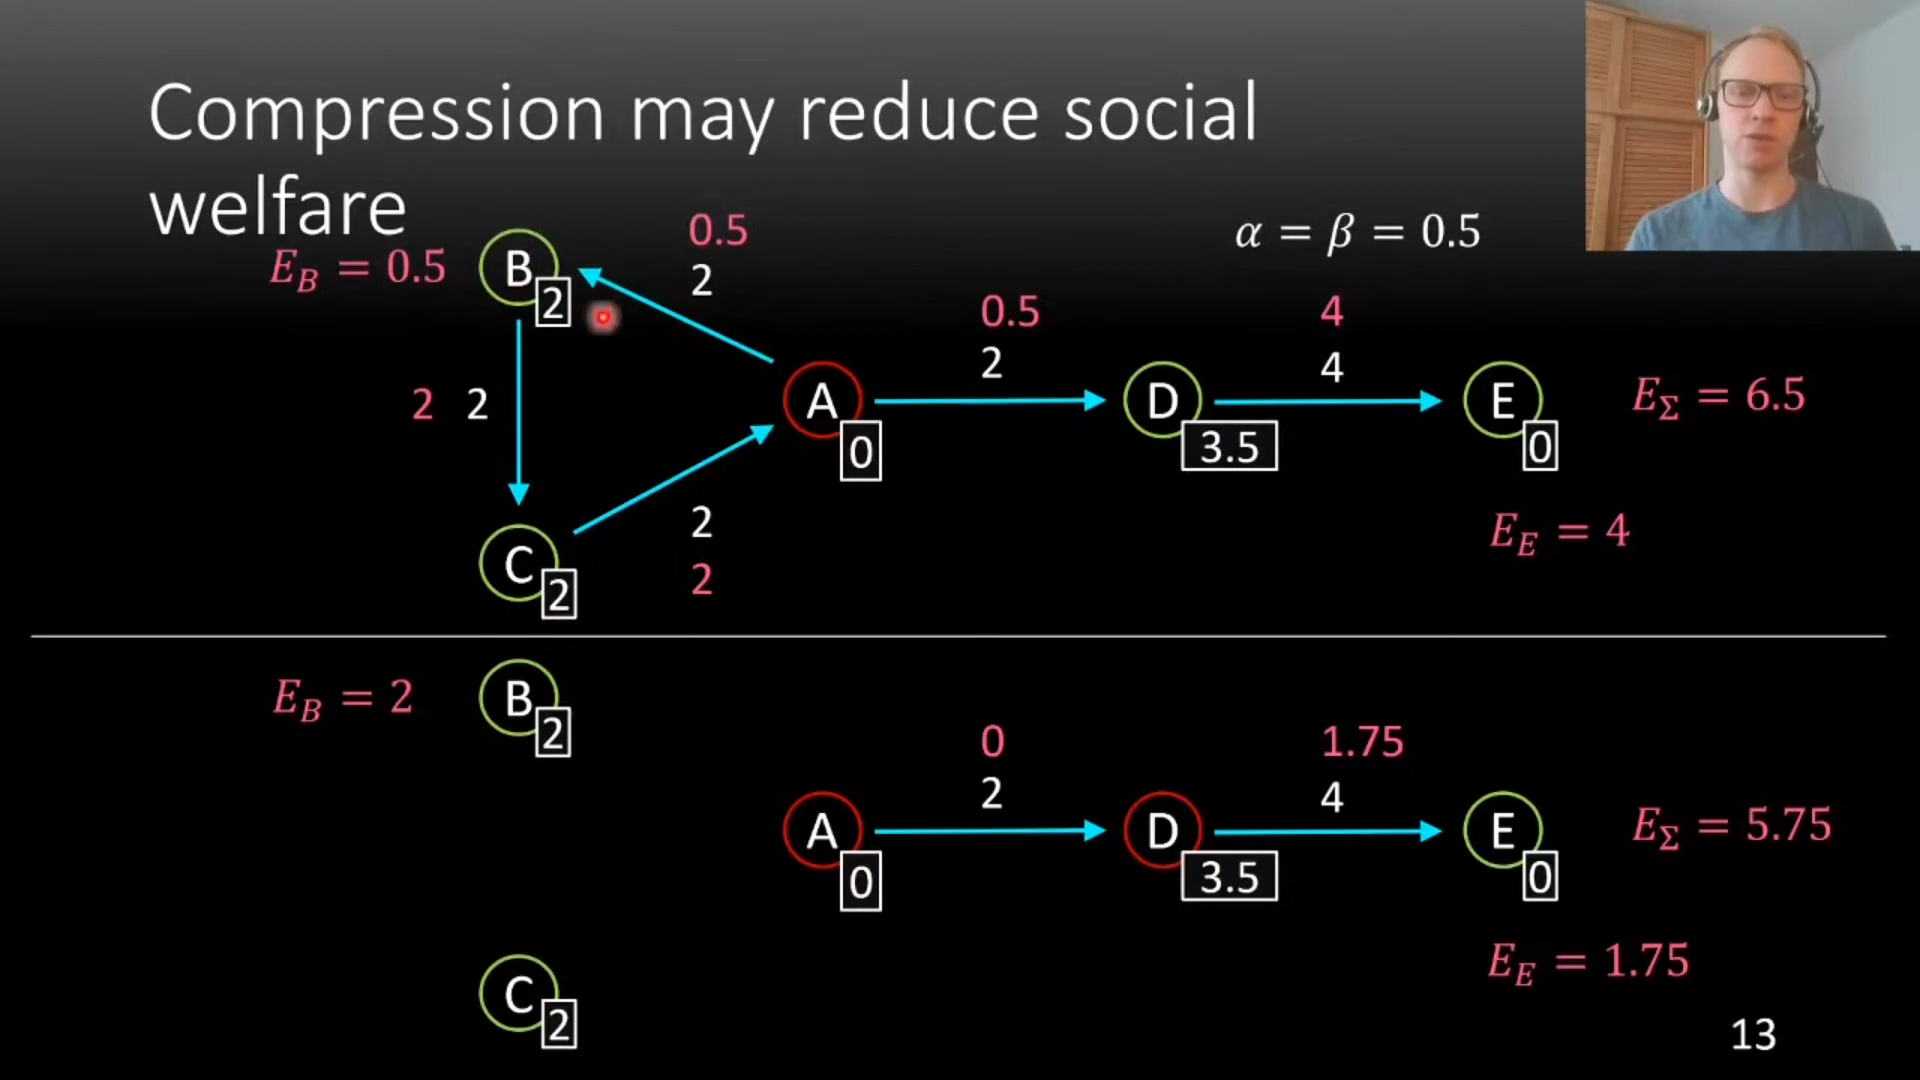 Compression may reduce social
welfare
α = β = 0.5
E_B = 0.5
B
2
0.5
2
0.5
2
4
4
2 2
A
0
D
3.5
E
0
E_Σ = 6.5
E_E = 4
C
2
2
2
E_B = 2
B
2
0
2
1.75
4
A
0
D
3.5
E
0
E_Σ = 5.75
E_E = 1.75
C
2
13